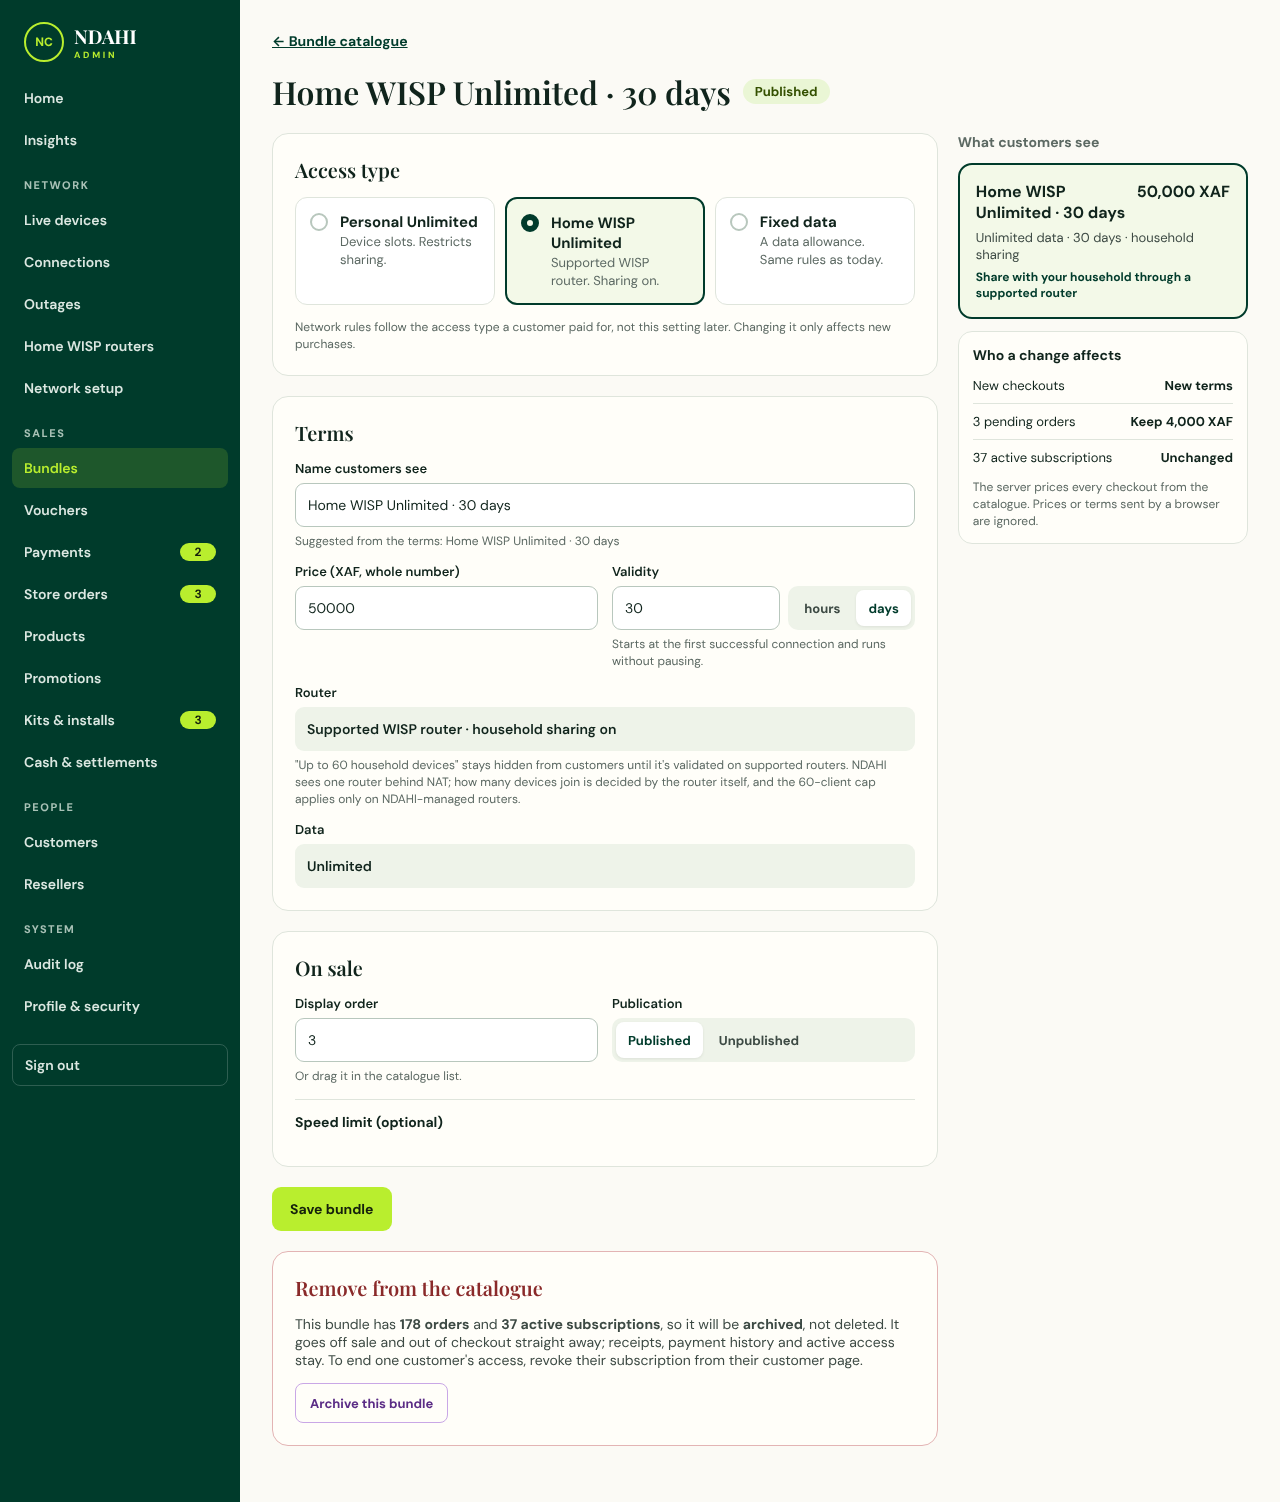 NC
NDAHI
ADMIN
Home
Insights
NETWORK
Live devices
Connections
Outages
Home WISP routers
Network setup
SALES
Bundles
Vouchers
Payments 2
Store orders 3
Products
Promotions
Kits & installs 3
Cash & settlements
PEOPLE
Customers
Resellers
SYSTEM
Audit log
Profile & security
Sign out
← Bundle catalogue
Home WISP Unlimited · 30 days Published
Access type
Personal Unlimited
Device slots. Restricts
sharing.
Home WISP
Unlimited
Supported WISP
router. Sharing on.
Fixed data
A data allowance.
Same rules as today.
Network rules follow the access type a customer paid for, not this setting later. Changing it only affects new
purchases.
Terms
Name customers see
Home WISP Unlimited · 30 days
Suggested from the terms: Home WISP Unlimited · 30 days
Price (XAF, whole number)
50000
Validity
30 hours days
Starts at the first successful connection and runs
without pausing.
Router
Supported WISP router · household sharing on
"Up to 60 household devices" stays hidden from customers until it's validated on supported routers. NDAHI
sees one router behind NAT; how many devices join is decided by the router itself, and the 60-client cap
applies only on NDAHI-managed routers.
Data
Unlimited
On sale
Display order
3
Or drag it in the catalogue list.
Publication
Published Unpublished
Speed limit (optional)
Save bundle
Remove from the catalogue
This bundle has 178 orders and 37 active subscriptions, so it will be archived, not deleted. It
goes off sale and out of checkout straight away; receipts, payment history and active access
stay. To end one customer's access, revoke their subscription from their customer page.
Archive this bundle
What customers see
Home WISP 50,000 XAF
Unlimited · 30 days
Unlimited data · 30 days · household
sharing
Share with your household through a
supported router
Who a change affects
New checkouts New terms
3 pending orders Keep 4,000 XAF
37 active subscriptions Unchanged
The server prices every checkout from the
catalogue. Prices or terms sent by a browser
are ignored.